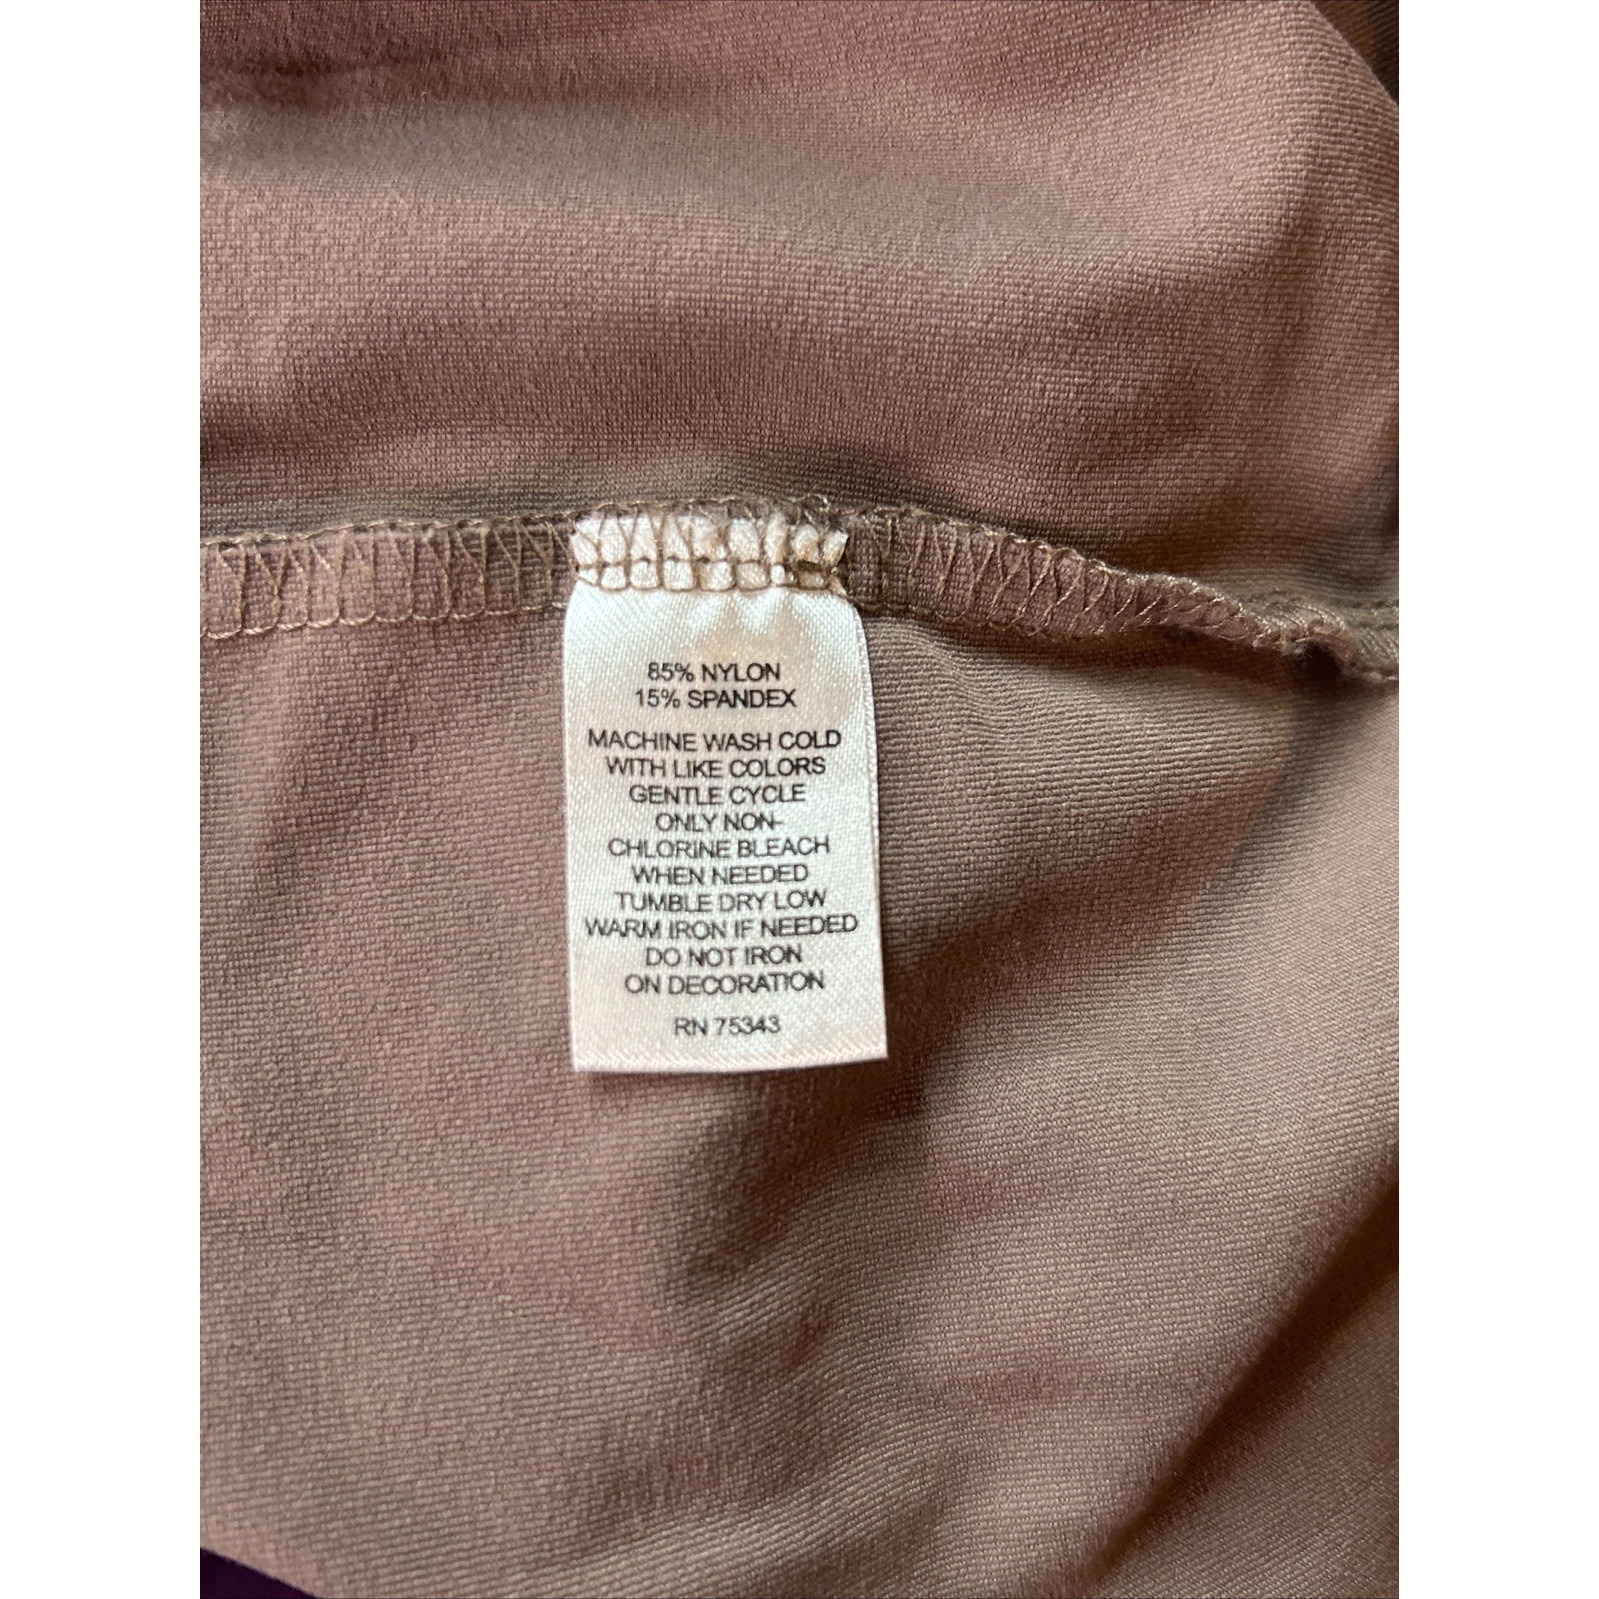 85% NYLON
15% SPANDEX
MACHINE WASH COLD
WITH LIKE COLORS
GENTLE CYCLE
ONLY NON-
CHLORINE BLEACH
WHEN NEEDED
TUMBLE DRY LOW
WARM IRON IF NEEDED
DO NOT IRON
ON DECORATION
RN 75343